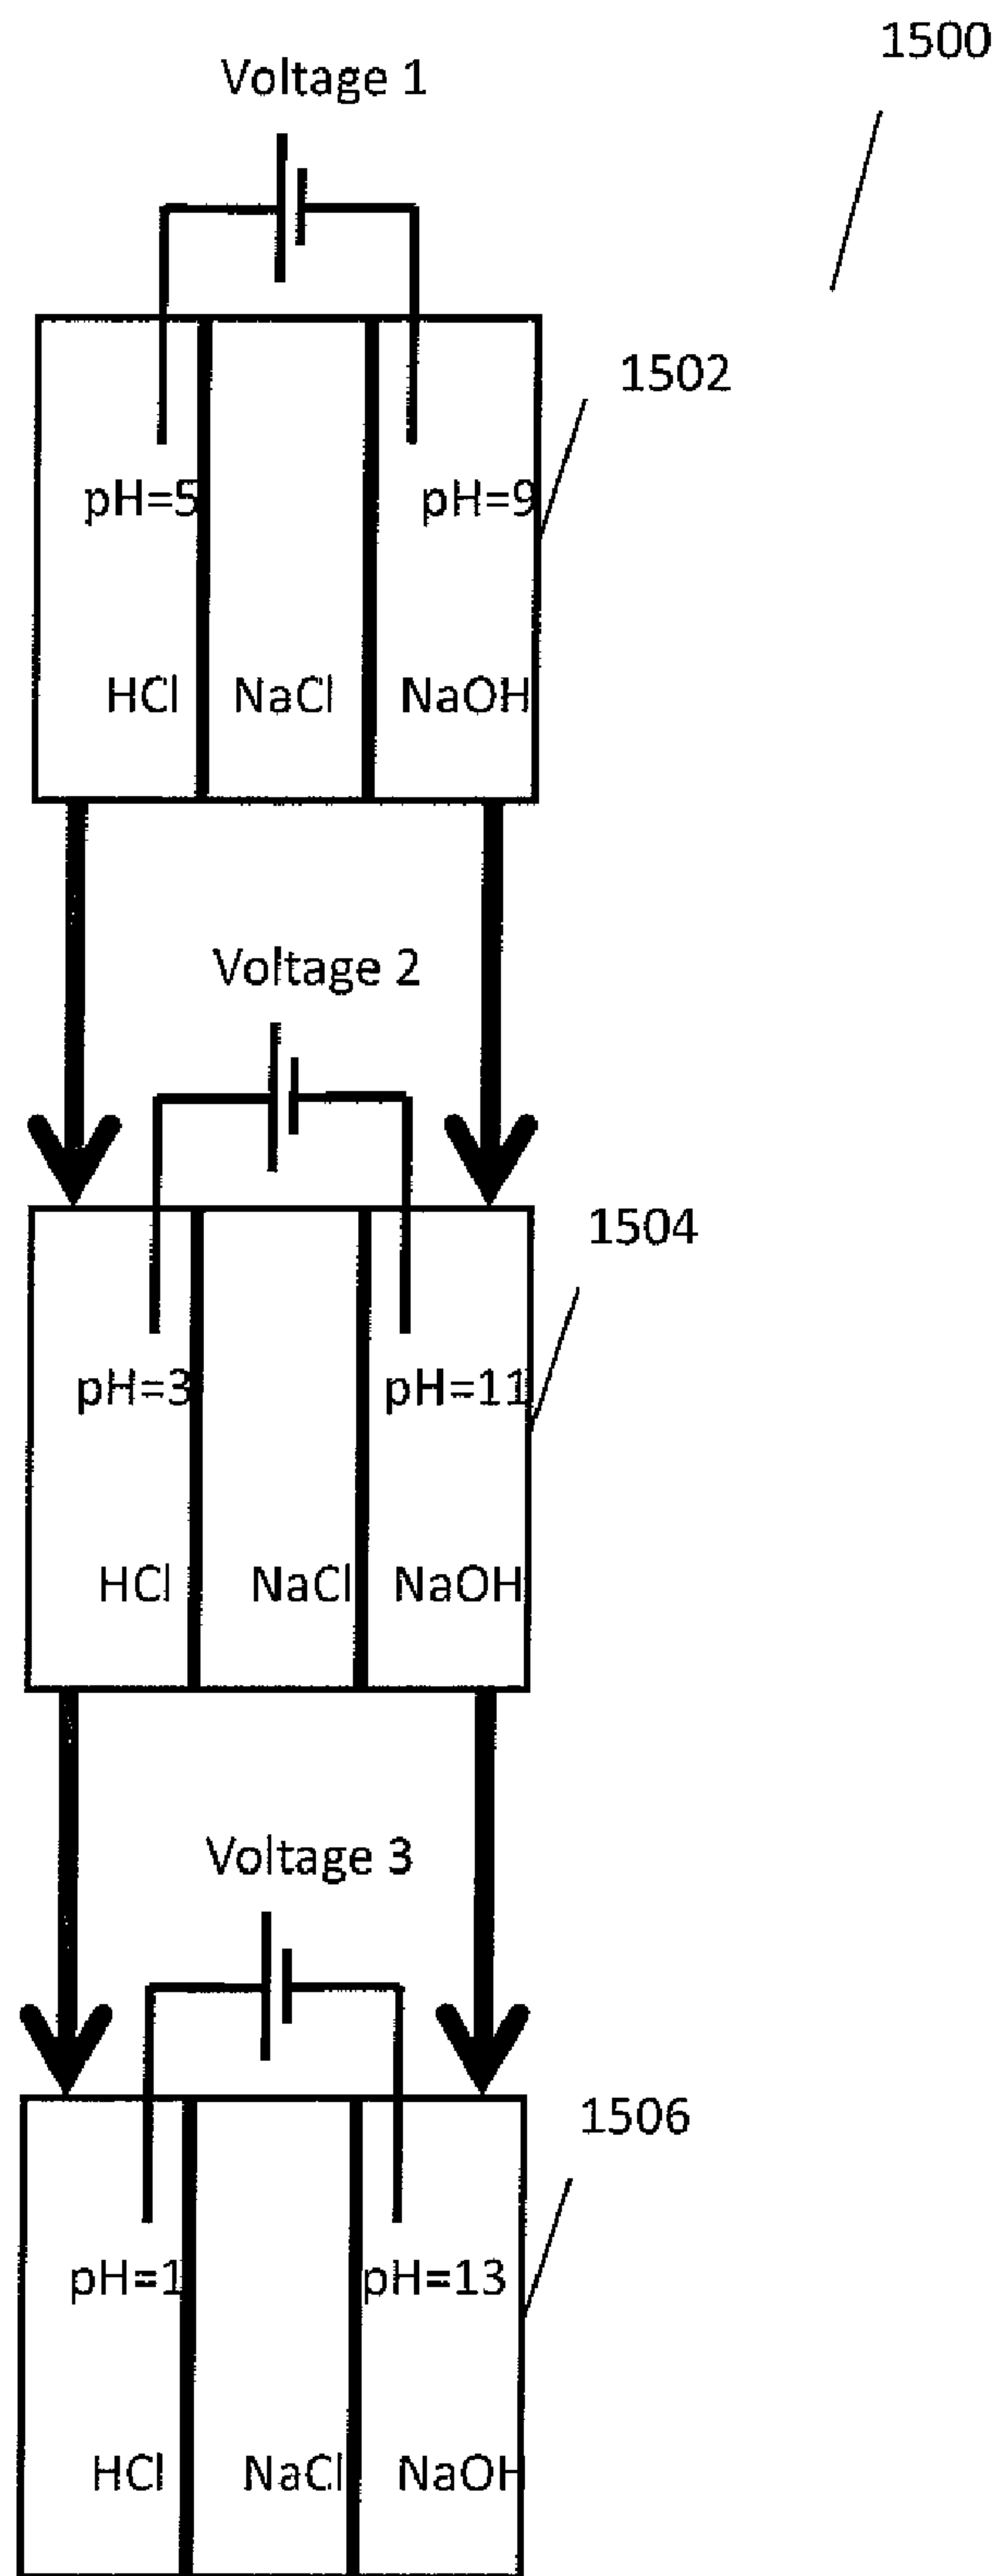 1500
Voltage 1
1502
pH=5 pH=9
HCl NaCl NaOH
Voltage 2
1504
pH=3 pH=11
HCl NaCl NaOH
Voltage 3
1506
pH=1 pH=13
HCl NaCl NaOH